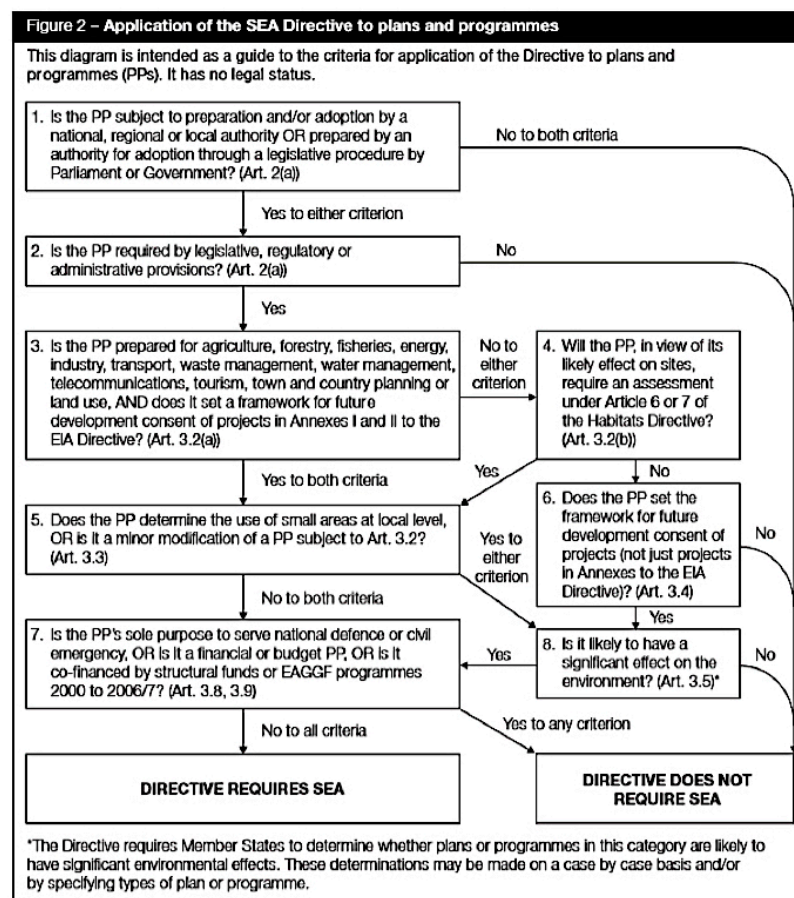 Figure 2 – Application of the SEA Directive to plans and programmes
This diagram is intended as a guide to the criteria for application of the Directive to plans and
programmes (PPs). It has no legal status.
1. Is the PP subject to preparation and/or adoption by a
national, regional or local authority OR prepared by an
authority for adoption through a legislative procedure by
Parliament or Government? (Art. 2(a))
No to both criteria
Yes to either criterion
2. Is the PP required by legislative, regulatory or
administrative provisions? (Art. 2(a))
No
Yes
3. Is the PP prepared for agriculture, forestry, fisheries, energy,
industry, transport, waste management, water management,
telecommunications, tourism, town and country planning or
land use, AND does it set a framework for future
development consent of projects in Annexes I and II to the
EIA Directive? (Art. 3.2(a))
No to
either
criterion
4. Will the PP, in view of its
likely effect on sites,
require an assessment
under Article 6 or 7 of
the Habitats Directive?
(Art. 3.2(b))
Yes to both criteria
Yes
No
5. Does the PP determine the use of small areas at local level,
OR is it a minor modification of a PP subject to Art. 3.2?
(Art. 3.3)
Yes to
either
criterion
6. Does the PP set the
framework for future
development consent of
projects (not just projects
in Annexes to the EIA
Directive)? (Art. 3.4)
No
No to both criteria
Yes
7. Is the PP's sole purpose to serve national defence or civil
emergency, OR is it a financial or budget PP, OR is it
co-financed by structural funds or EAGGF programmes
2000 to 2006/7? (Art. 3.8, 3.9)
Yes
8. Is it likely to have a
significant effect on the
environment? (Art. 3.5)*
No
No to all criteria
Yes to any criterion
DIRECTIVE REQUIRES SEA
DIRECTIVE DOES NOT
REQUIRE SEA
*The Directive requires Member States to determine whether plans or programmes in this category are likely to
have significant environmental effects. These determinations may be made on a case by case basis and/or
by specifying types of plan or programme.